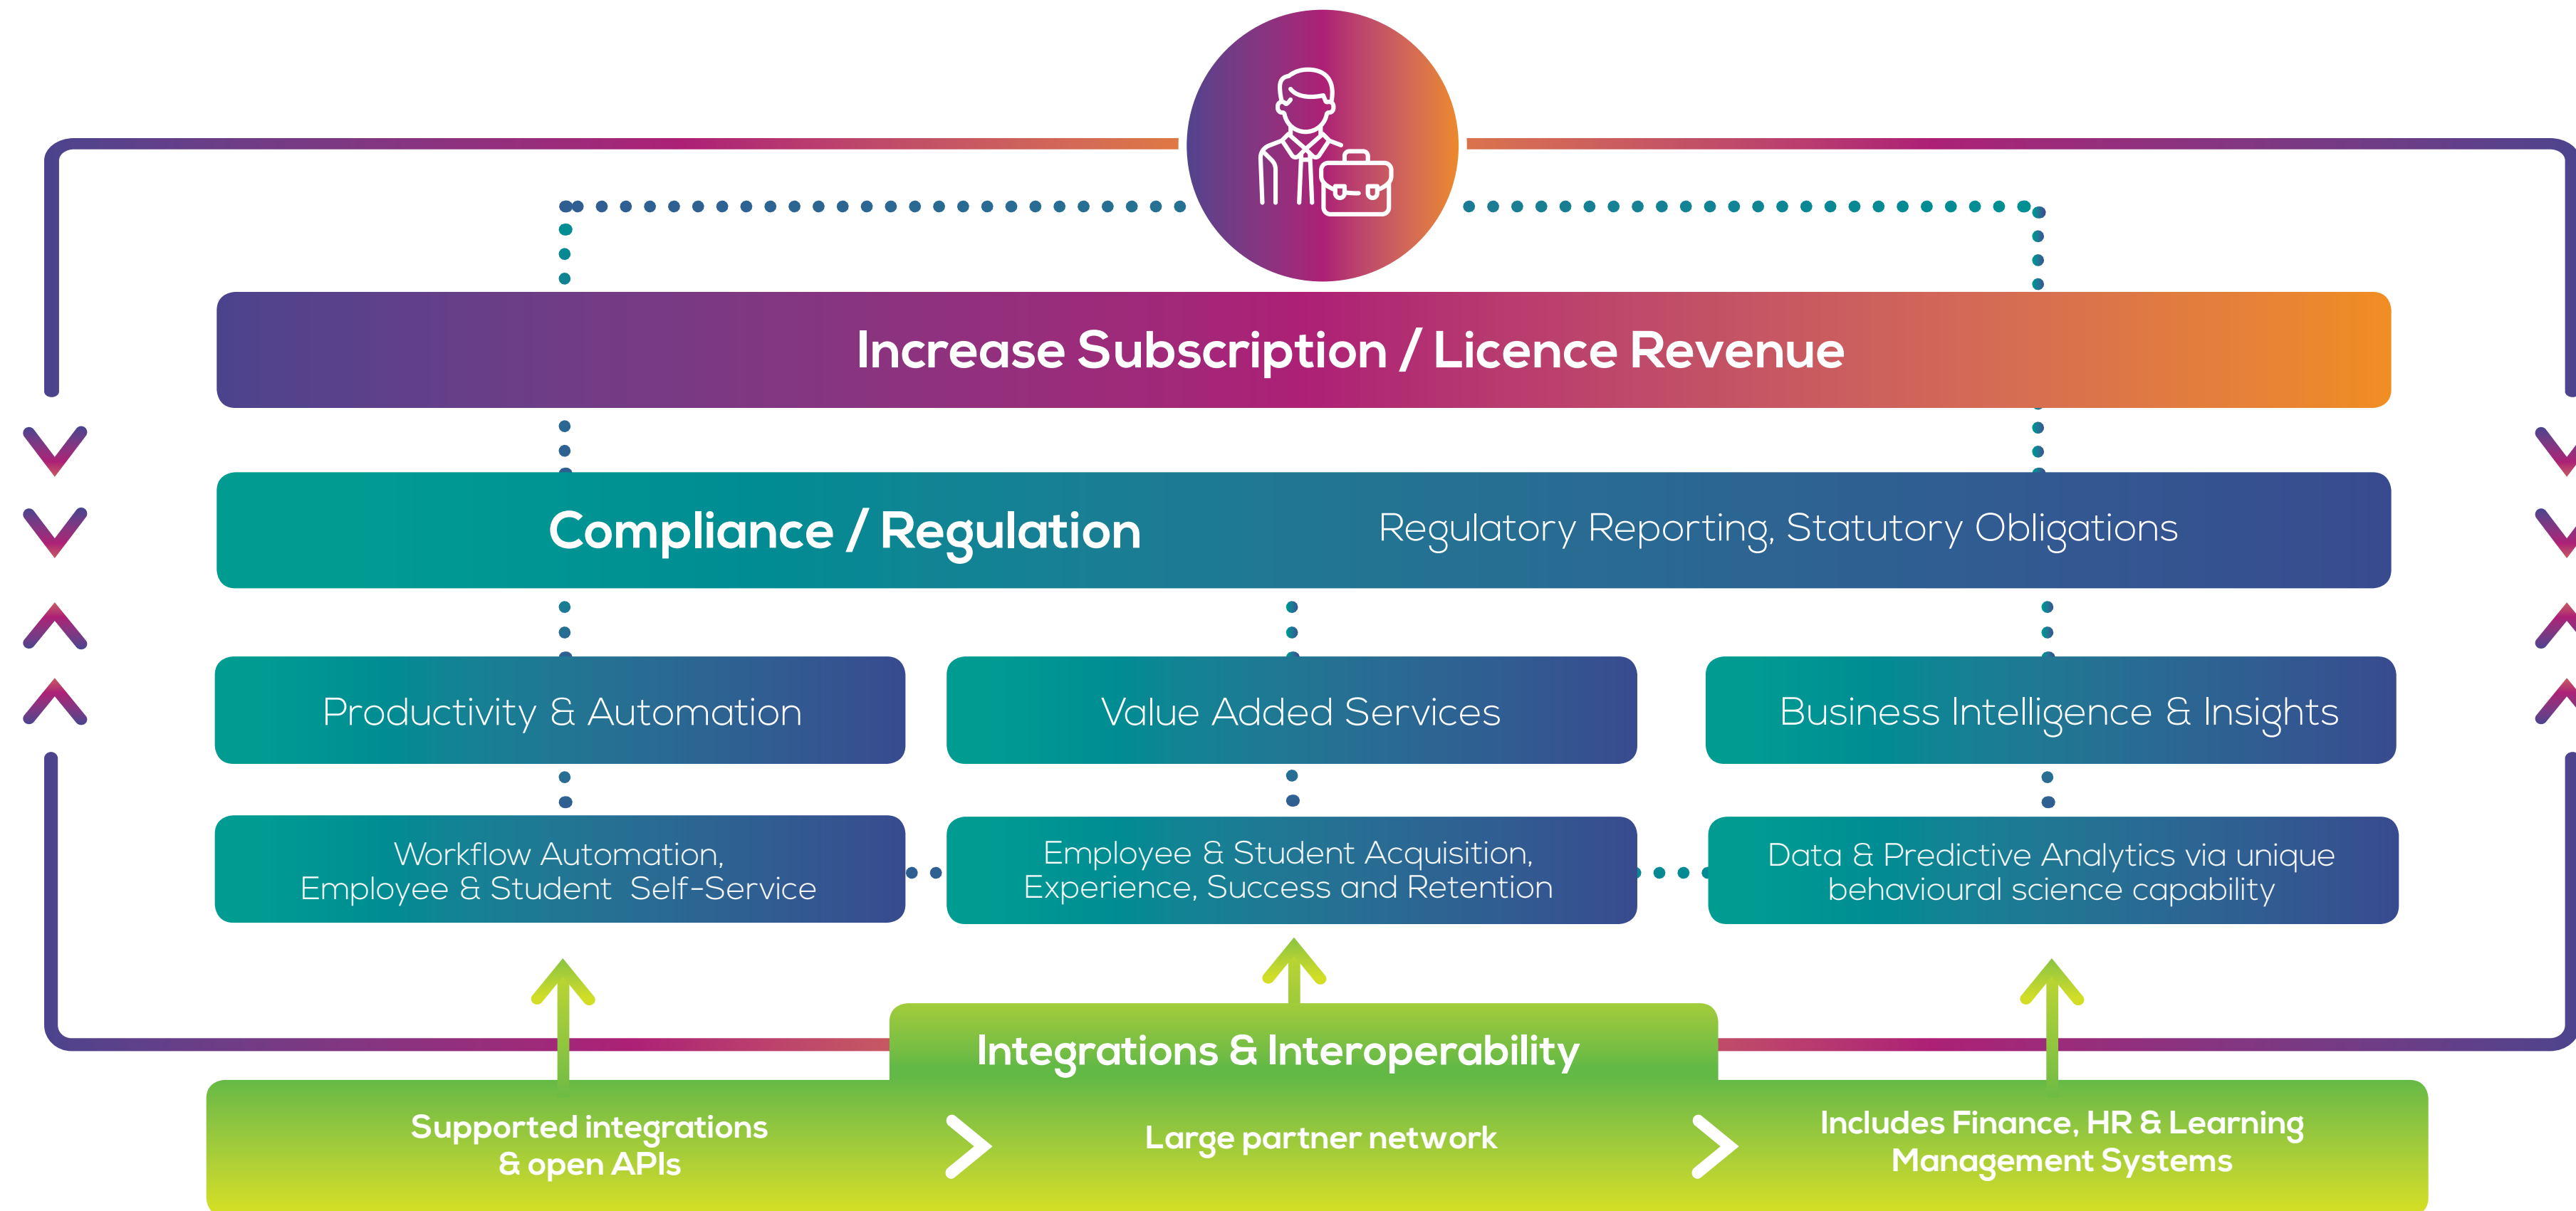 Increase Subscription / Licence Revenue
Compliance / Regulation
Regulatory Reporting, Statutory Obligations
Productivity & Automation
Value Added Services
Business Intelligence & Insights
Workflow Automation,
Employee & Student Self-Service
Employee & Student Acquisition,
Experience, Success and Retention
Data & Predictive Analytics via unique
behavioural science capability
Integrations & Interoperability
Supported integrations
& open APIs
Large partner network
Includes Finance, HR & Learning
Management Systems